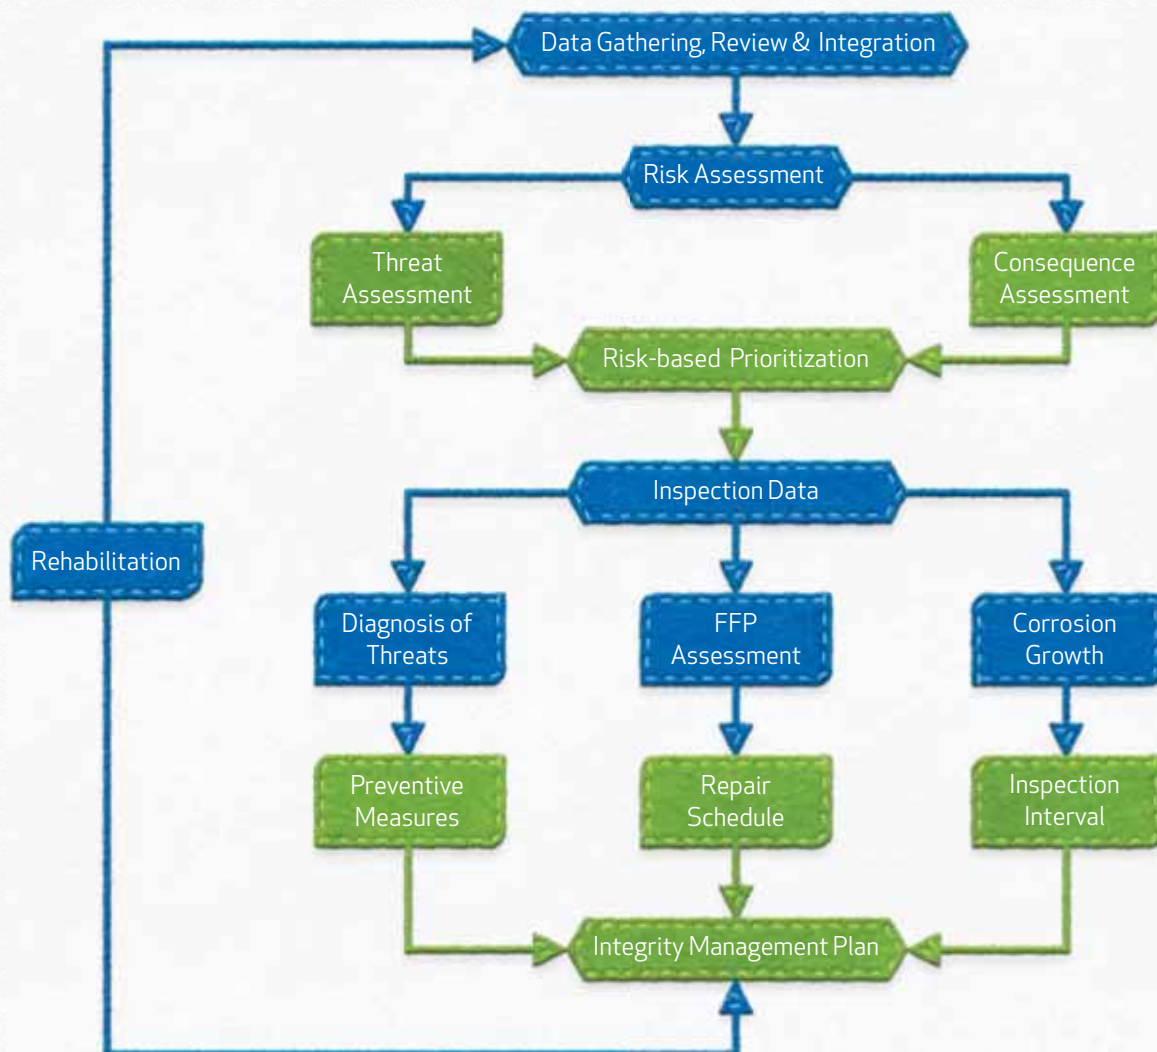 Data Gathering, Review & Integration
Risk Assessment
Threat
Assessment
Consequence
Assessment
Risk-based Prioritization
Inspection Data
Rehabilitation
Diagnosis of
Threats
FFP
Assessment
Corrosion
Growth
Preventive
Measures
Repair
Schedule
Inspection
Interval
Integrity Management Plan